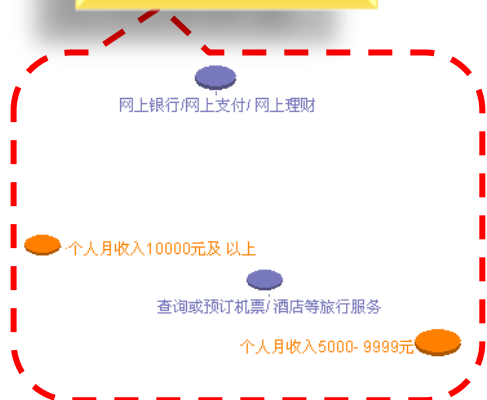 网上银行/网上支付/ 网上理财
个人月收入10000元及 以上
查询或预订机票/ 酒店等旅行服务
个人月收入5000- 9999元